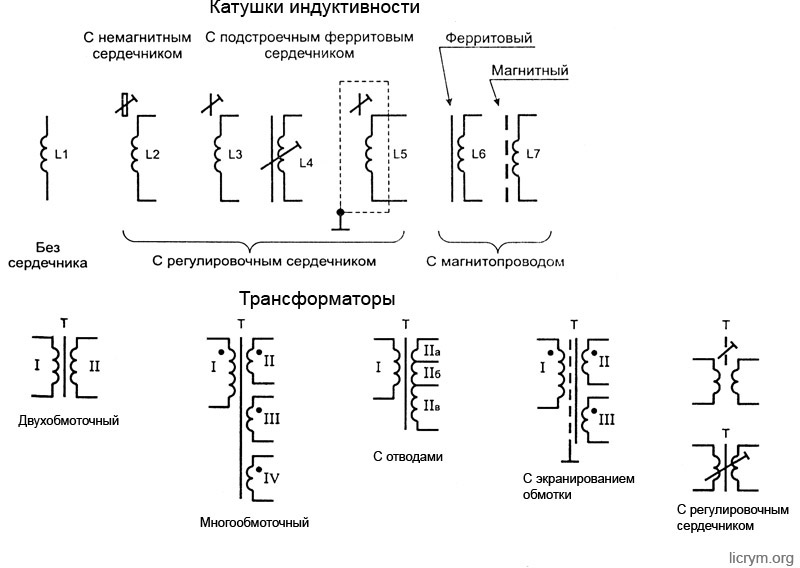 Катушки индуктивности
С немагнитным
сердечником
С подстроечным ферритовым
сердечником
Ферритовый
Магнитный
L1
L2
L3
L4
L5
L6
L7
Без
сердечника
С регулировочным сердечником
С магнитопроводом
Трансформаторы
Т
I
II
Двухобмоточный
Т
I
II
III
IV
Многообмоточный
Т
I
IIа
IIб
IIв
С отводами
Т
I
II
III
С экранированием
обмотки
Т
Т
С регулировочным
сердечником
licrym.org